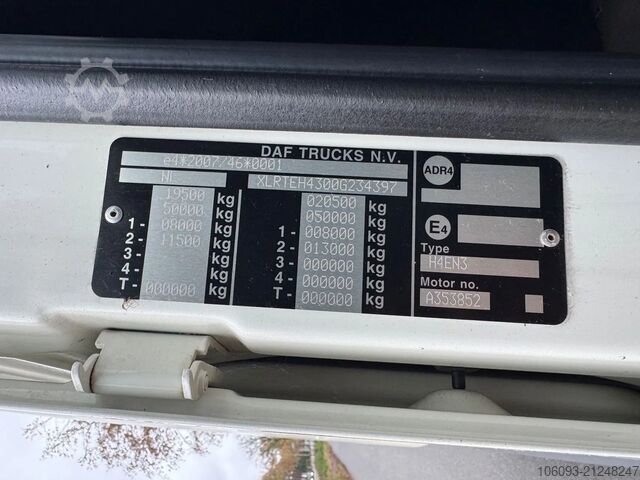 DAF TRUCKS N.V.
e4*2007/46*0001
NL XLRTEH4300G234397
19500 kg 020500 kg
50000 kg 050000 kg
1- 08000 kg 1- 008000 kg
2- 11500 kg 2- 013000 kg
3- kg 3- 000000 kg
4- kg 4- 000000 kg
T- 000000 kg T- 000000 kg
ADR4
E4
Type
H4EN3
Motor no.
A353852
106093-21248247